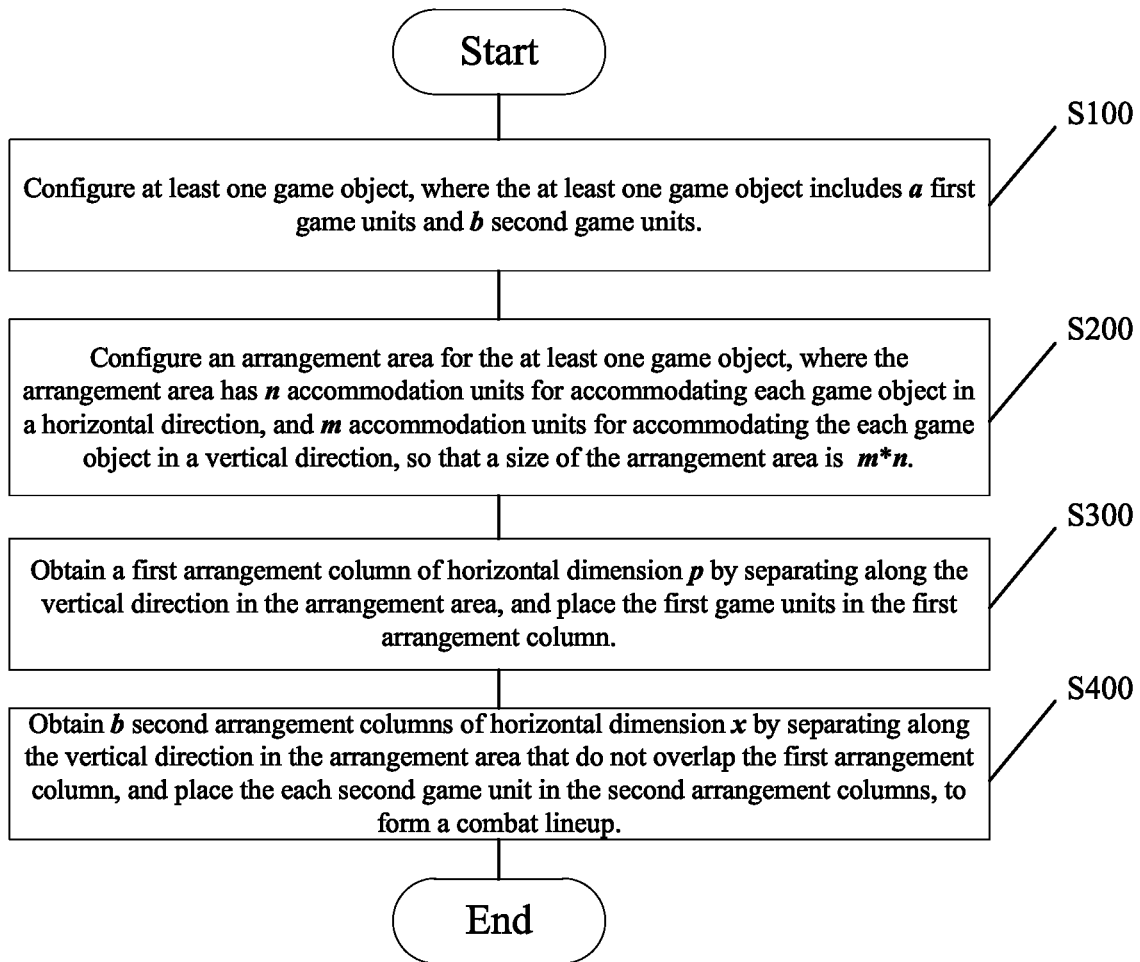 Start
S100
Configure at least one game object, where the at least one game object includes a first
game units and b second game units.
S200
Configure an arrangement area for the at least one game object, where the
arrangement area has n accommodation units for accommodating each game object in
a horizontal direction, and m accommodation units for accommodating the each game
object in a vertical direction, so that a size of the arrangement area is m*n.
S300
Obtain a first arrangement column of horizontal dimension p by separating along the
vertical direction in the arrangement area, and place the first game units in the first
arrangement column.
S400
Obtain b second arrangement columns of horizontal dimension x by separating along
the vertical direction in the arrangement area that do not overlap the first arrangement
column, and place the each second game unit in the second arrangement columns, to
form a combat lineup.
End